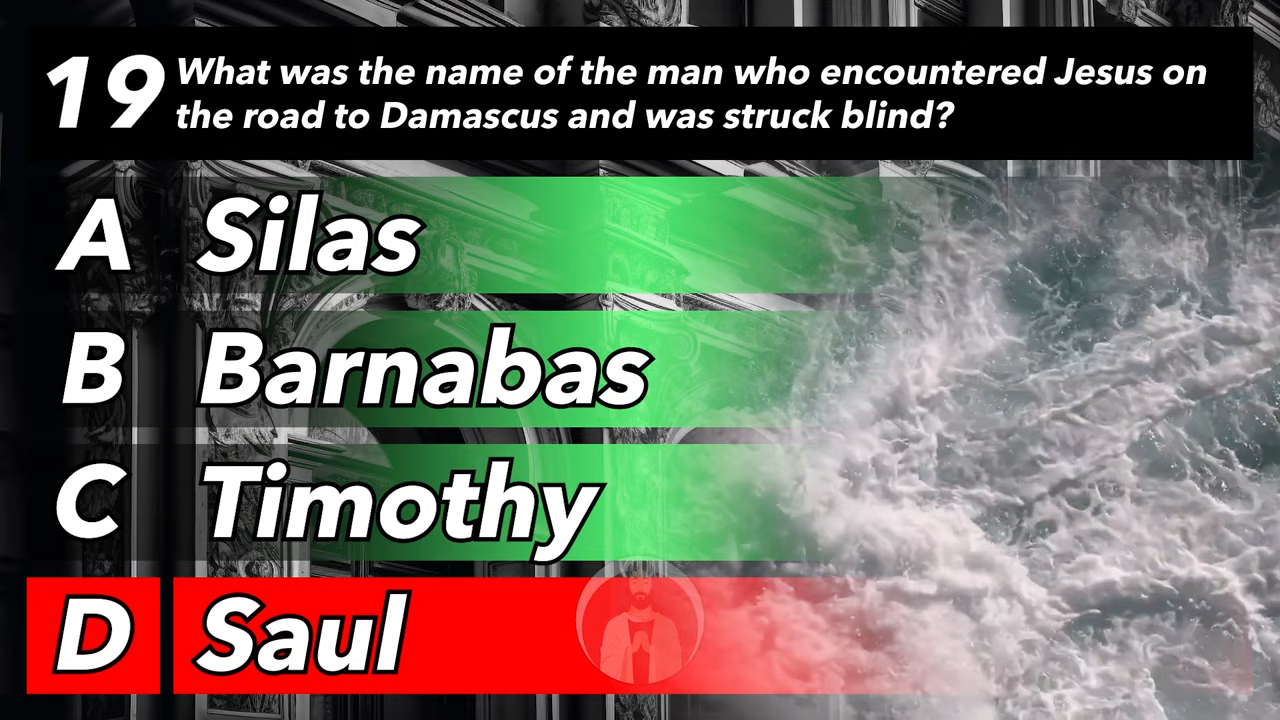 19 What was the name of the man who encountered Jesus on
the road to Damascus and was struck blind?
A Silas
B Barnabas
C Timothy
D Saul